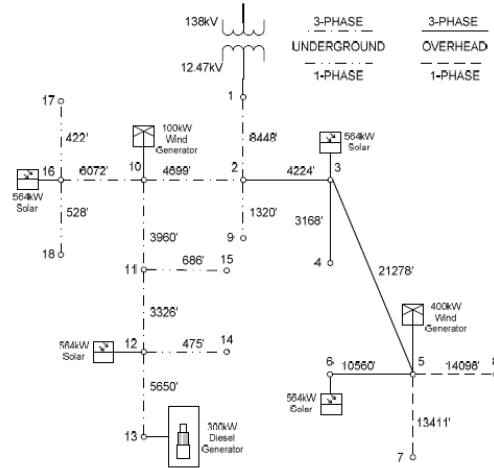 138kV
3-PHASE
3-PHASE
UNDERGROUND
OVERHEAD
12.47kV
1-PHASE
1-PHASE
17
1
100kW
Wind
Generator
564kW
Solar
422'
8448'
16
6072'
10
4699'
2
4224'
3
564kW
Solar
528'
1320'
3168'
18
3960'
9
4
11
686'
15
21278'
3326'
400kW
Wind
Generator
564kW
Solar
12
475'
14
6
10560'
5
14098'
8
5650'
564kW
Solar
13411'
13
300kW
Diesel
Generator
7